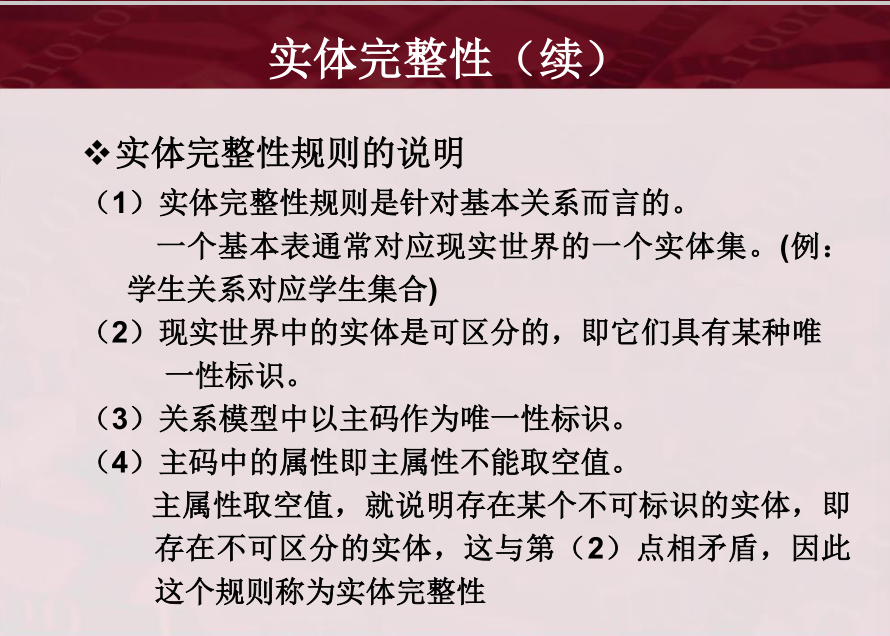 实体完整性（续）
❖实体完整性规则的说明
（1）实体完整性规则是针对基本关系而言的。
一个基本表通常对应现实世界的一个实体集。(例：
学生关系对应学生集合)
（2）现实世界中的实体是可区分的，即它们具有某种唯
一性标识。
（3）关系模型中以主码作为唯一性标识。
（4）主码中的属性即主属性不能取空值。
主属性取空值，就说明存在某个不可标识的实体，即
存在不可区分的实体，这与第（2）点相矛盾，因此
这个规则称为实体完整性